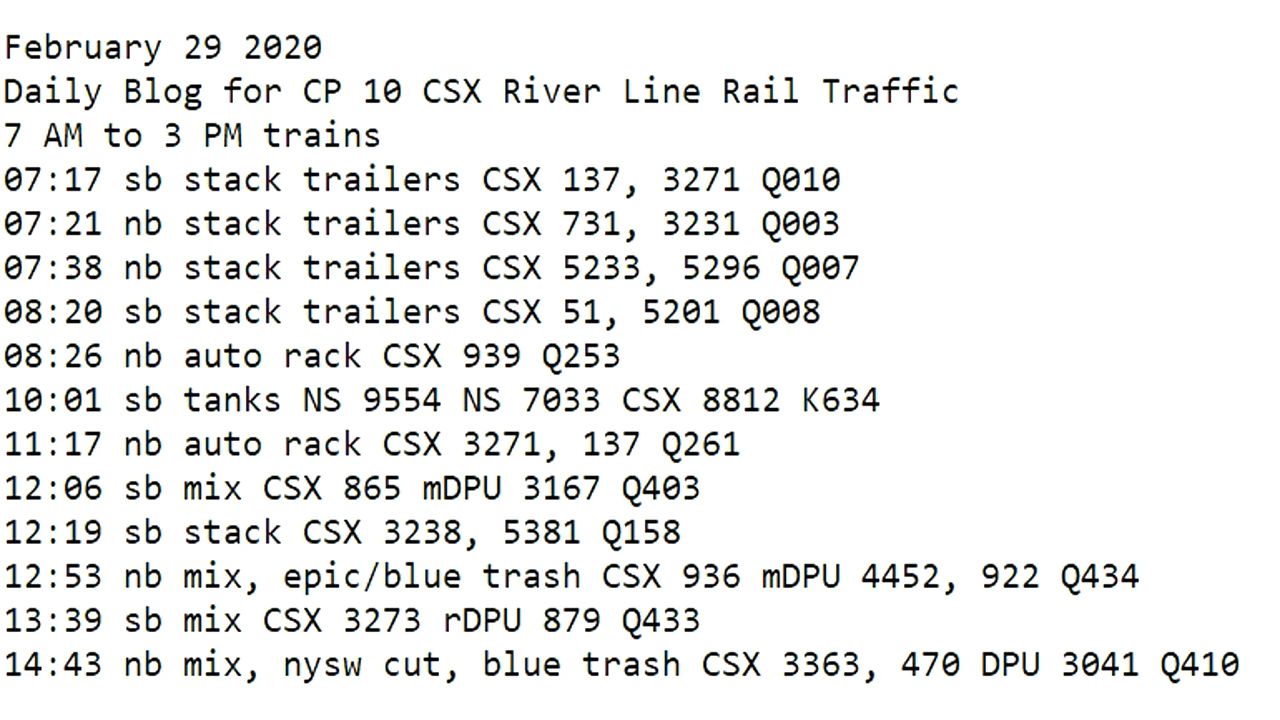 February 29 2020
Daily Blog for CP 10 CSX River Line Rail Traffic
7 AM to 3 PM trains
07:17 sb stack trailers CSX 137, 3271 Q010
07:21 nb stack trailers CSX 731, 3231 Q003
07:38 nb stack trailers CSX 5233, 5296 Q007
08:20 sb stack trailers CSX 51, 5201 Q008
08:26 nb auto rack CSX 939 Q253
10:01 sb tanks NS 9554 NS 7033 CSX 8812 K634
11:17 nb auto rack CSX 3271, 137 Q261
12:06 sb mix CSX 865 mDPU 3167 Q403
12:19 sb stack CSX 3238, 5381 Q158
12:53 nb mix, epic/blue trash CSX 936 mDPU 4452, 922 Q434
13:39 sb mix CSX 3273 rDPU 879 Q433
14:43 nb mix, nysw cut, blue trash CSX 3363, 470 DPU 3041 Q410